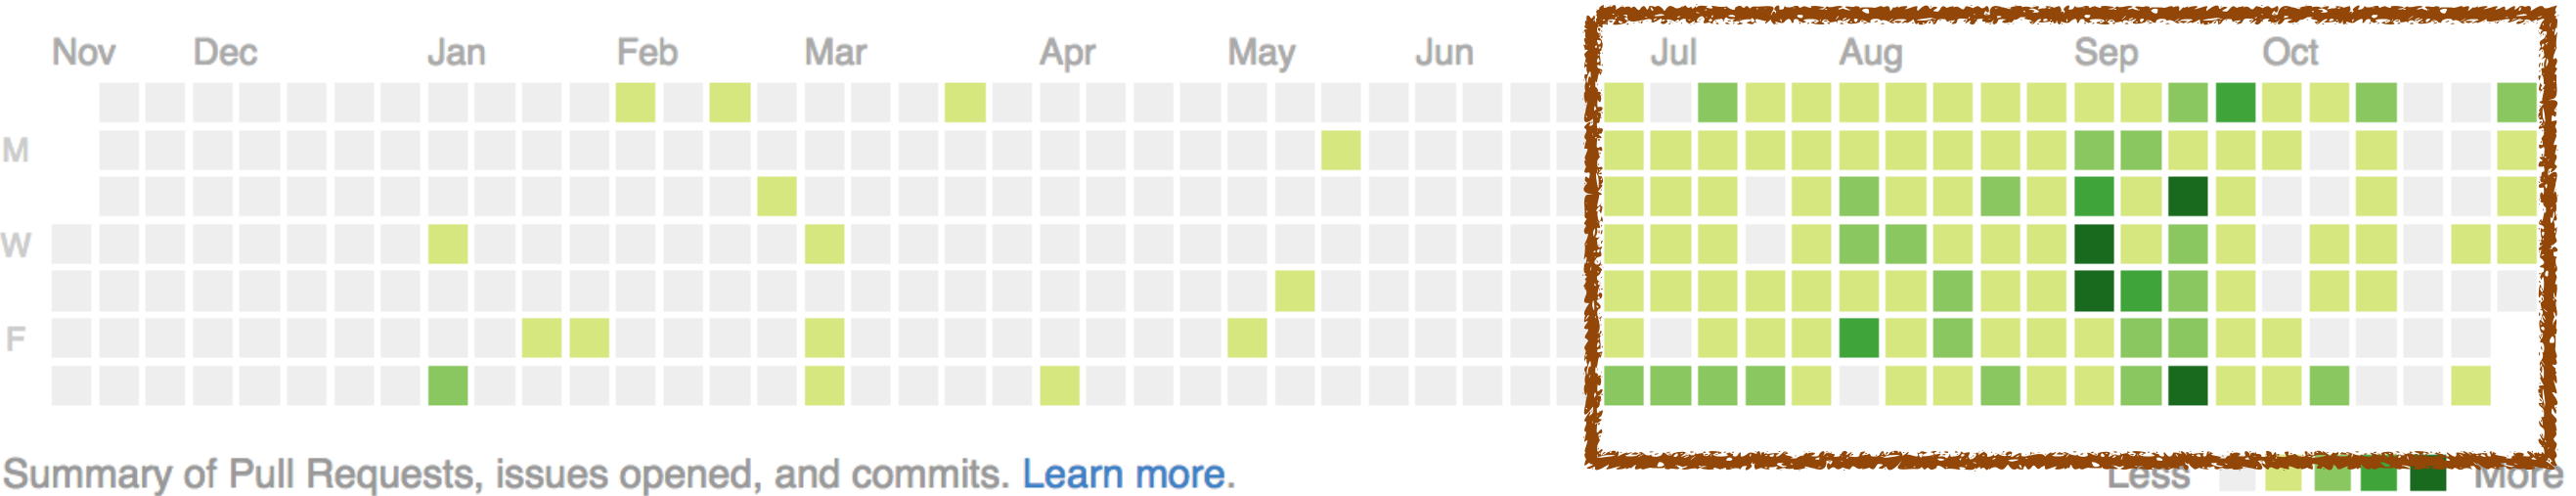 Nov Dec Jan Feb Mar Apr May Jun Jul Aug Sep Oct
M
W
F
Summary of Pull Requests, issues opened, and commits. Learn more.
Less More